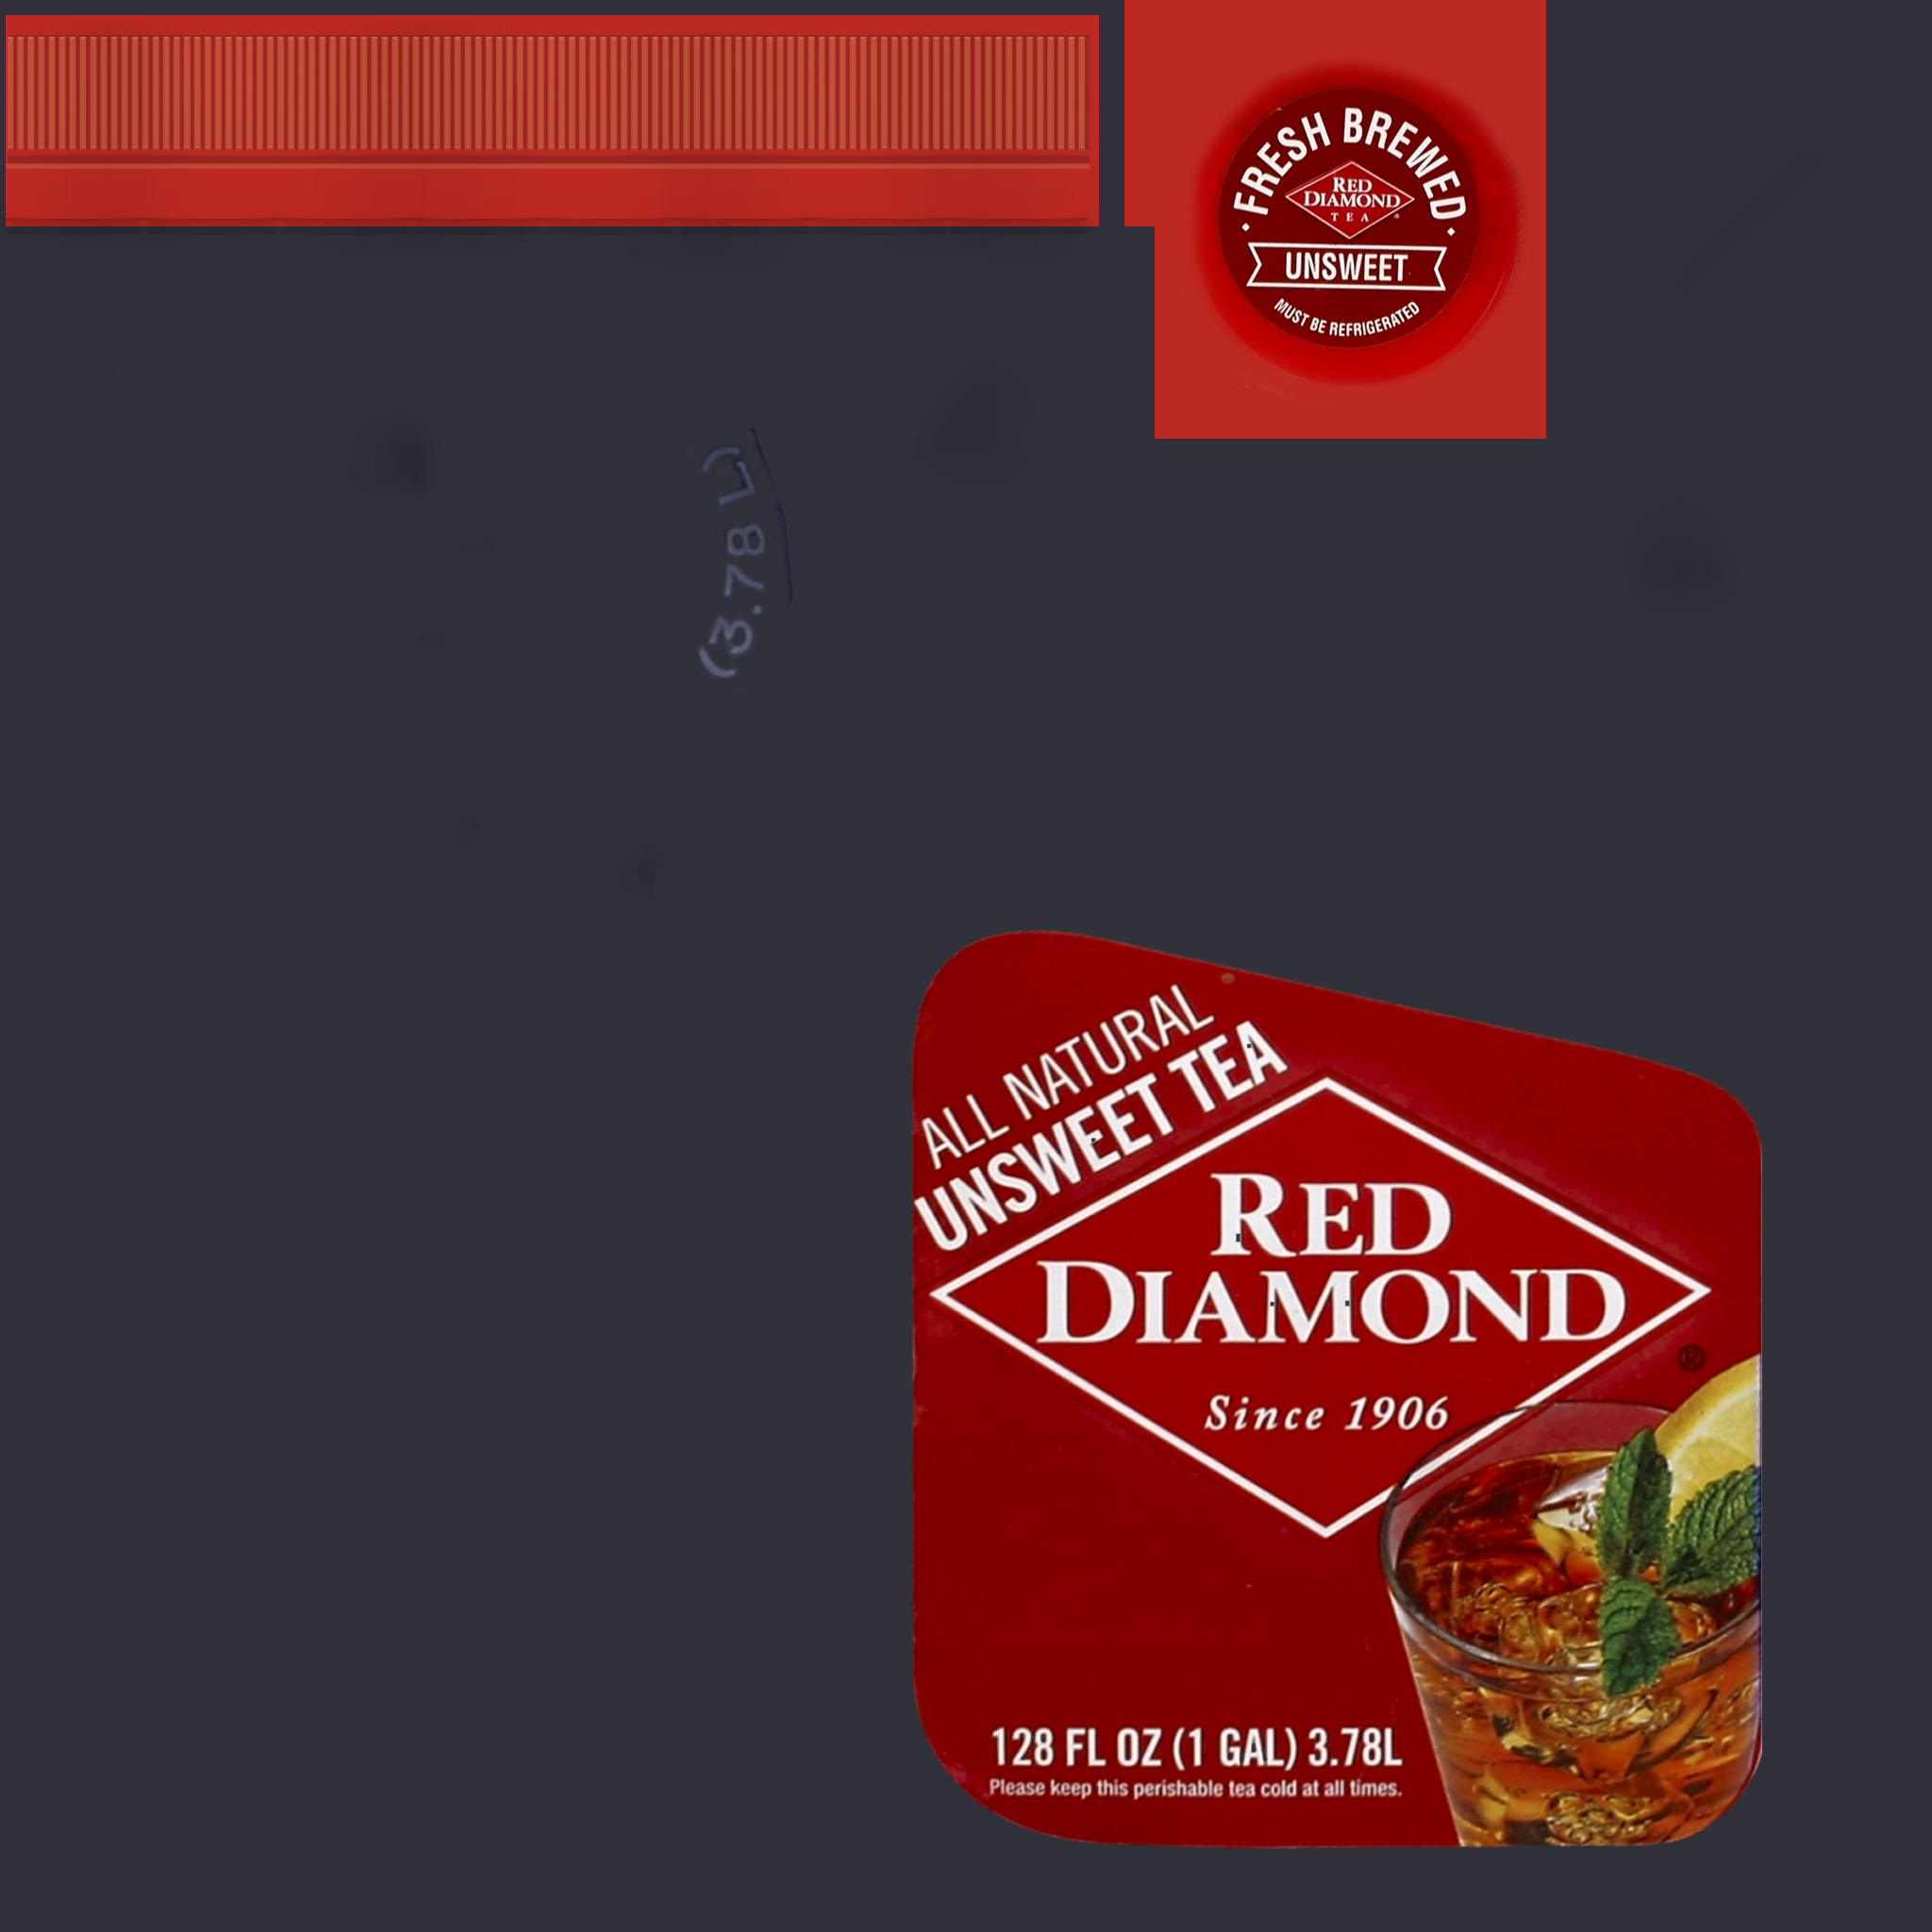 FRESH BREWED
RED
DIAMOND
TEA
®
UNSWEET
MUST BE REFRIGERATED
(3.78 L)
ALL NATURAL
UNSWEET TEA
RED
DIAMOND
®
Since 1906
128 FL OZ (1 GAL) 3.78L
Please keep this perishable tea cold at all times.